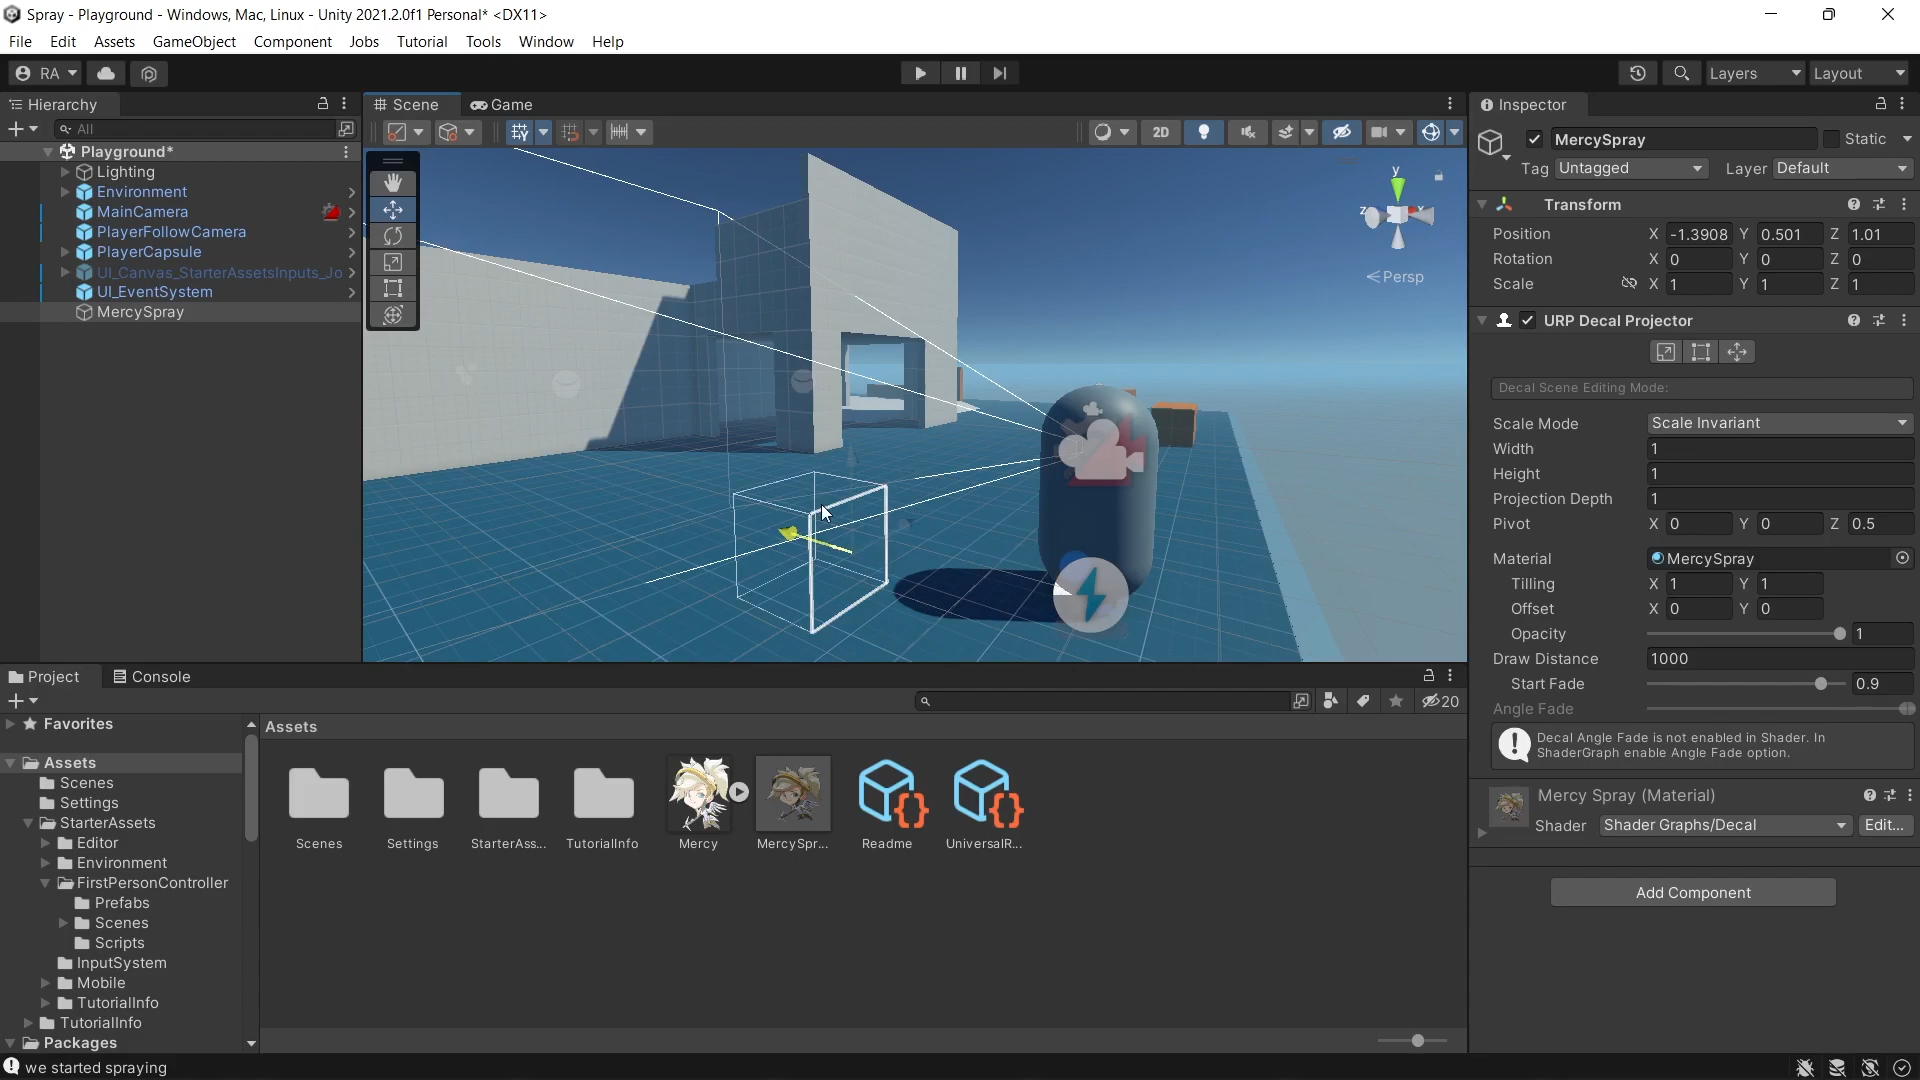 Spray - Playground - Windows, Mac, Linux - Unity 2021.2.0f1 Personal* <DX11>
File Edit Assets GameObject Component Jobs Tutorial Tools Window Help
RA
Layers
Layout
Hierarchy
All
Playground*
Lighting
Environment
MainCamera
PlayerFollowCamera
PlayerCapsule
UI_Canvas_StarterAssetsInputs_Jo
UI_EventSystem
MercySpray
Scene
Game
2D
y
x
z
Persp
Inspector
MercySpray
Static
Tag Untagged
Layer Default
Transform
Position X -1.3908 Y 0.501 Z 1.01
Rotation X 0 Y 0 Z 0
Scale X 1 Y 1 Z 1
URP Decal Projector
Decal Scene Editing Mode:
Scale Mode Scale Invariant
Width 1
Height 1
Projection Depth 1
Pivot X 0 Y 0 Z 0.5
Material MercySpray
Tilling X 1 Y 1
Offset X 0 Y 0
Opacity 1
Draw Distance 1000
Start Fade 0.9
Angle Fade
Decal Angle Fade is not enabled in Shader. In
ShaderGraph enable Angle Fade option.
Mercy Spray (Material)
Shader Shader Graphs/Decal Edit...
Add Component
Project
Console
20
Favorites
Assets
Scenes
Settings
StarterAssets
Editor
Environment
FirstPersonController
Prefabs
Scenes
Scripts
InputSystem
Mobile
TutorialInfo
TutorialInfo
Packages
Assets
Scenes
Settings
StarterAss...
TutorialInfo
Mercy
MercySpr...
Readme
UniversalR...
we started spraying